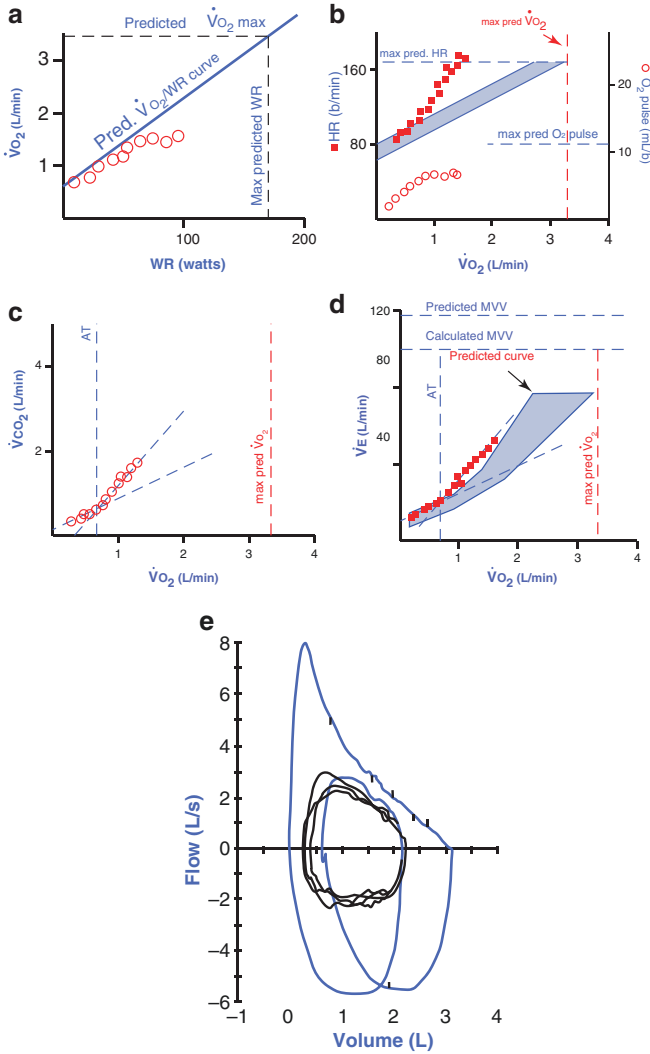 a
Predicted V̇O₂ max
Pred. V̇O₂/WR curve
Max predicted WR
V̇O₂ (L/min)
3
2
1
100
200
WR (watts)
b
max pred V̇O₂
max pred. HR
max pred O₂ pulse
HR (b/min)
O₂ pulse (mL/b)
160
80
20
10
0
0
1
2
3
4
V̇O₂ (L/min)
c
AT
max pred V̇O₂
V̇CO₂ (L/min)
4
2
1
2
3
4
V̇O₂ (L/min)
d
Predicted MVV
Calculated MVV
Predicted curve
AT
max pred V̇O₂
V̇E (L/min)
120
80
40
0
1
2
3
4
V̇O₂ (L/min)
e
Flow (L/s)
8
6
4
2
0
−2
−4
−6
−1
0
1
2
3
4
Volume (L)